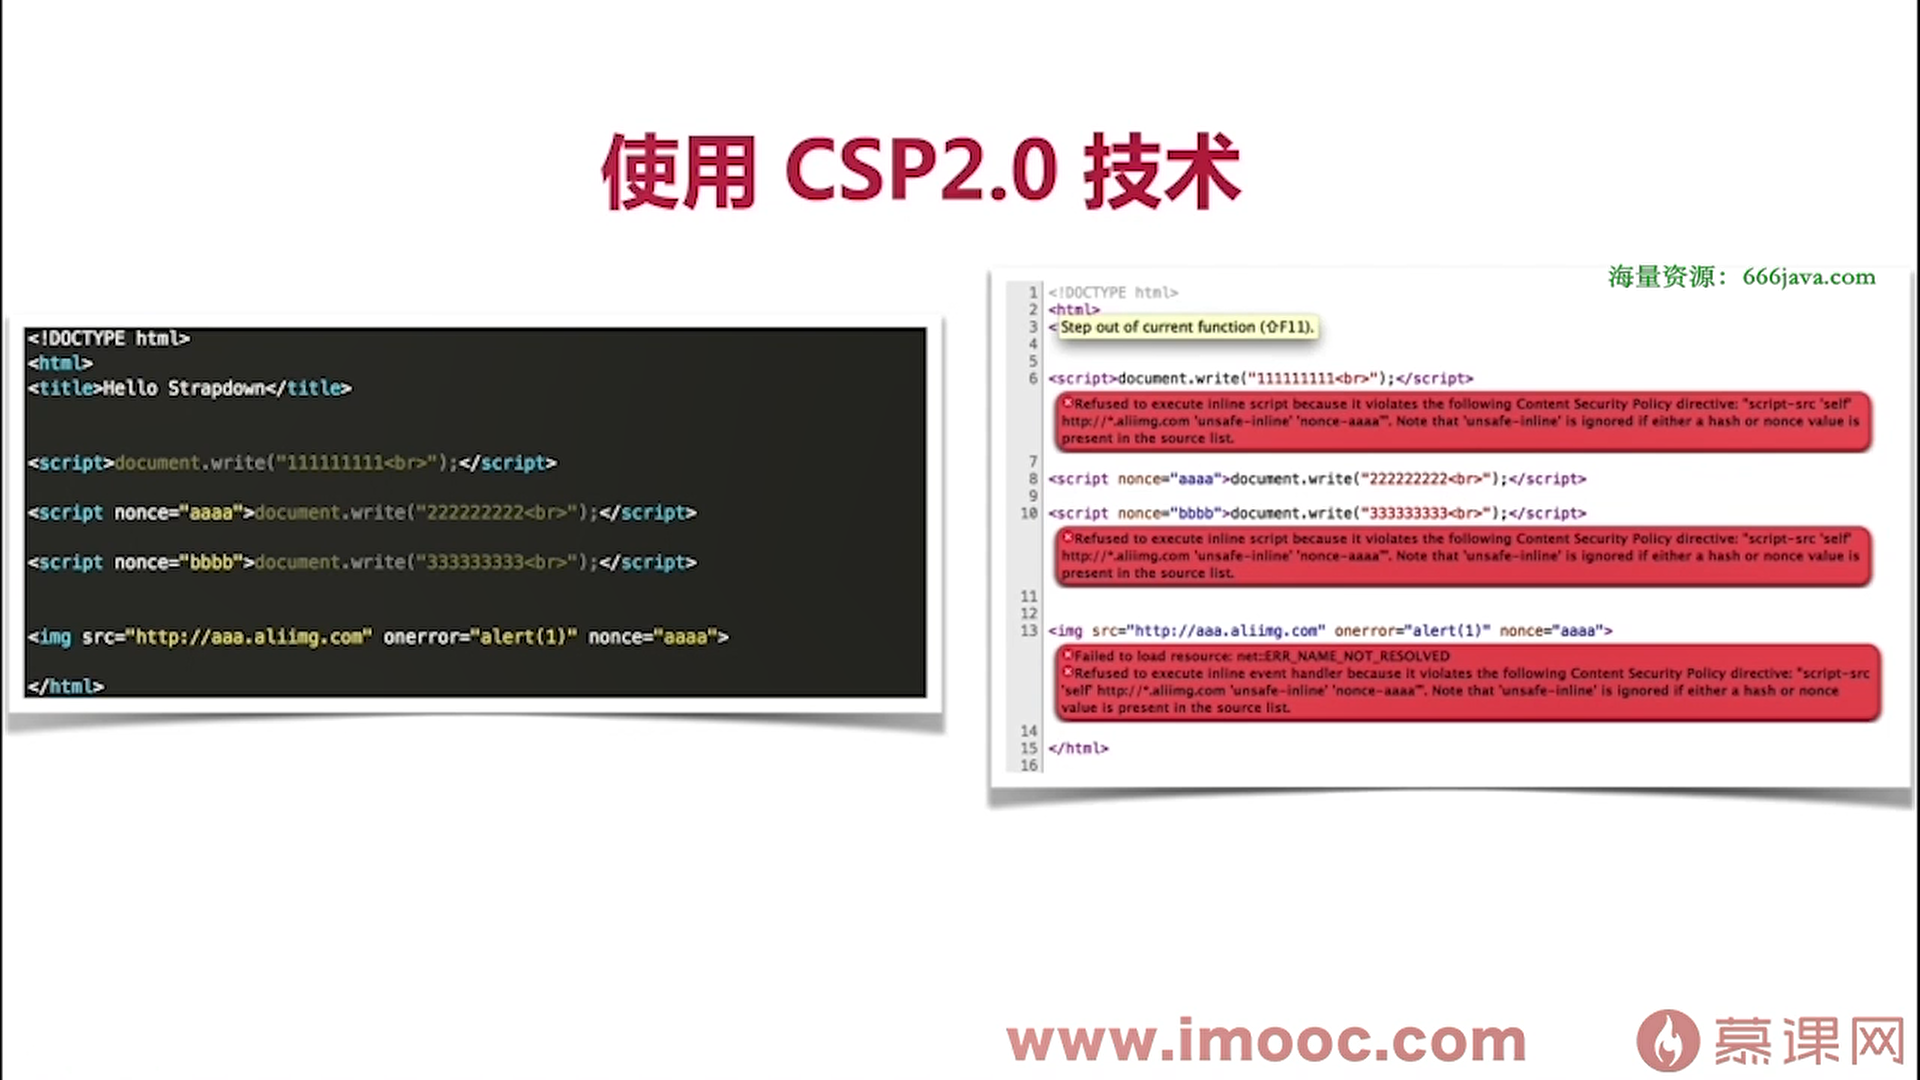 使用 CSP2.0 技术
海量资源：666java.com
<!DOCTYPE html>
<html>
<title>Hello Strapdown</title>
<script>document.write("111111111<br>");</script>
<script nonce="aaaa">document.write("222222222<br>");</script>
<script nonce="bbbb">document.write("333333333<br>");</script>
<img src="http://aaa.aliimg.com" onerror="alert(1)" nonce="aaaa">
</html>
1 <!DOCTYPE html>
2 <html>
3 < Step out of current function (⇧F11).
4
5
6 <script>document.write("111111111<br>");</script>
Refused to execute inline script because it violates the following Content Security Policy directive: "script-src 'self'
http://*.aliimg.com 'unsafe-inline' 'nonce-aaaa'". Note that 'unsafe-inline' is ignored if either a hash or nonce value is
present in the source list.
7
8 <script nonce="aaaa">document.write("222222222<br>");</script>
9
10 <script nonce="bbbb">document.write("333333333<br>");</script>
Refused to execute inline script because it violates the following Content Security Policy directive: "script-src 'self'
http://*.aliimg.com 'unsafe-inline' 'nonce-aaaa'". Note that 'unsafe-inline' is ignored if either a hash or nonce value is
present in the source list.
11
12
13 <img src="http://aaa.aliimg.com" onerror="alert(1)" nonce="aaaa">
Failed to load resource: net::ERR_NAME_NOT_RESOLVED
Refused to execute inline event handler because it violates the following Content Security Policy directive: "script-src
'self' http://*.aliimg.com 'unsafe-inline' 'nonce-aaaa'". Note that 'unsafe-inline' is ignored if either a hash or nonce
value is present in the source list.
14
15 </html>
16
www.imooc.com
慕课网